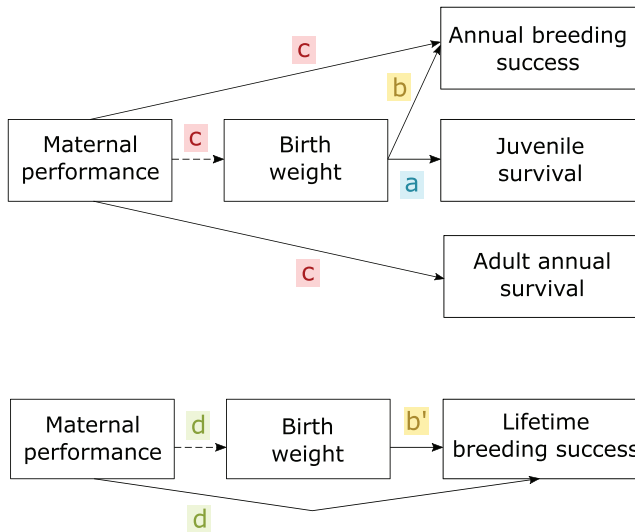 Annual breeding
success
c
b
Maternal
performance
c
Birth
weight
Juvenile
survival
a
c
Adult annual
survival
Maternal
performance
d
Birth
weight
b'
Lifetime
breeding success
d